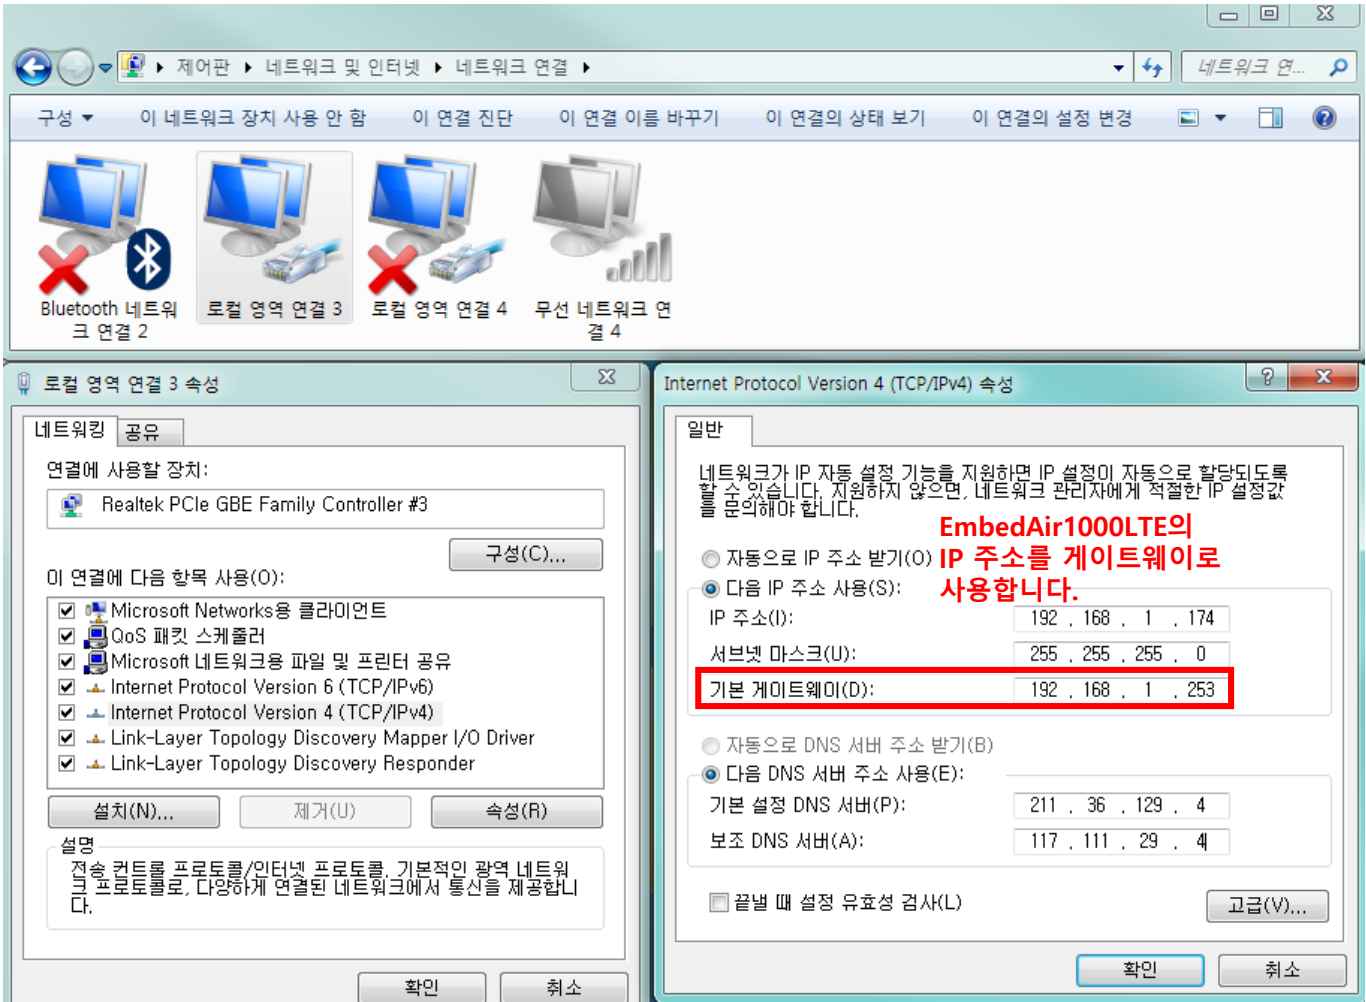 제어판 ▸ 네트워크 및 인터넷 ▸ 네트워크 연결 ▸
네트워크 연...
구성 이 네트워크 장치 사용 안 함 이 연결 진단 이 연결 이름 바꾸기 이 연결의 상태 보기 이 연결의 설정 변경
Bluetooth 네트워
크 연결 2
로컬 영역 연결 3
로컬 영역 연결 4
무선 네트워크 연
결 4
로컬 영역 연결 3 속성
네트워킹 공유
연결에 사용할 장치:
Realtek PCIe GBE Family Controller #3
구성(C)...
이 연결에 다음 항목 사용(O):
Microsoft Networks용 클라이언트
QoS 패킷 스케줄러
Microsoft 네트워크용 파일 및 프린터 공유
Internet Protocol Version 6 (TCP/IPv6)
Internet Protocol Version 4 (TCP/IPv4)
Link-Layer Topology Discovery Mapper I/O Driver
Link-Layer Topology Discovery Responder
설치(N)... 제거(U) 속성(R)
설명
전송 컨트롤 프로토콜/인터넷 프로토콜. 기본적인 광역 네트워
크 프로토콜로, 다양하게 연결된 네트워크에서 통신을 제공합니
다.
확인 취소
Internet Protocol Version 4 (TCP/IPv4) 속성
일반
네트워크가 IP 자동 설정 기능을 지원하면 IP 설정이 자동으로 할당되도록
할 수 있습니다. 지원하지 않으면, 네트워크 관리자에게 적절한 IP 설정값
을 문의해야 합니다.
EmbedAir1000LTE의
IP 주소를 게이트웨이로
사용합니다.
자동으로 IP 주소 받기(O)
다음 IP 주소 사용(S):
IP 주소(I): 192 . 168 . 1 . 174
서브넷 마스크(U): 255 . 255 . 255 . 0
기본 게이트웨이(D): 192 . 168 . 1 . 253
자동으로 DNS 서버 주소 받기(B)
다음 DNS 서버 주소 사용(E):
기본 설정 DNS 서버(P): 211 . 36 . 129 . 4
보조 DNS 서버(A): 117 . 111 . 29 . 4
끝낼 때 설정 유효성 검사(L)
고급(V)...
확인 취소